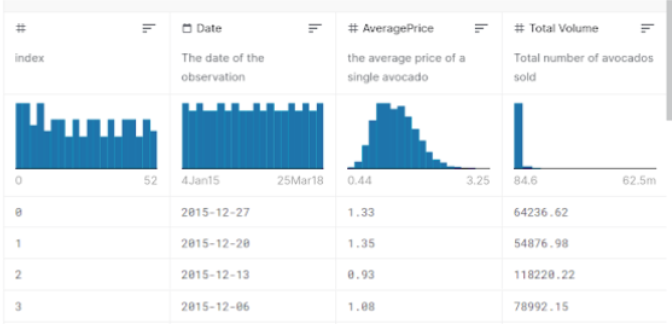 #
Date
# AveragePrice
# Total Volume
index
The date of the
observation
the average price of a
single avocado
Total number of avocados
sold
0 52
4Jan15 25Mar18
0.44 3.25
84.6 62.5m
0 2015-12-27 1.33 64236.62
1 2015-12-20 1.35 54876.98
2 2015-12-13 0.93 118220.22
3 2015-12-06 1.08 78992.15